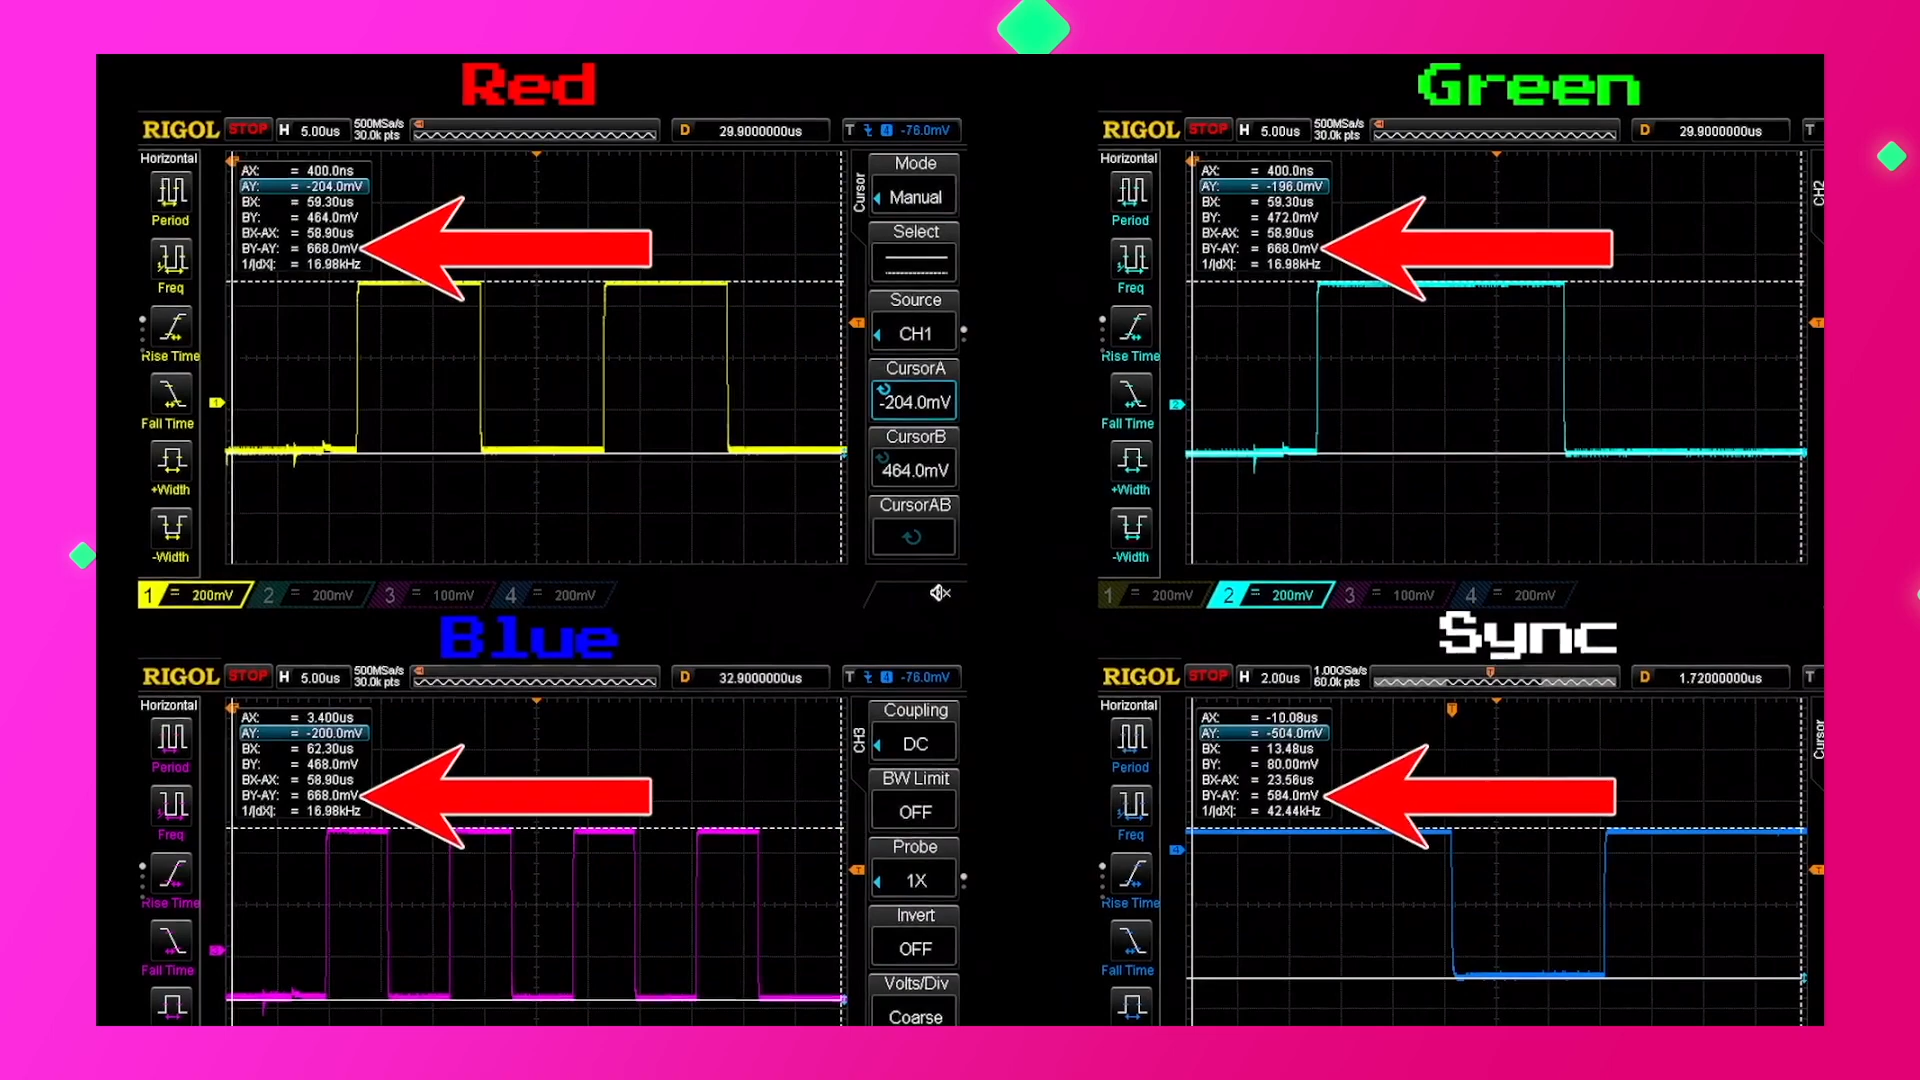 Red
RIGOL STOP H 5.00us 500MSa/s 30.0k pts D 29.9000000us T 4 -76.0mV
Horizontal
Period
Freq
Rise Time
Fall Time
+Width
-Width
AX: = 400.0ns
AY: = -204.0mV
BX: = 59.30us
BY: = 464.0mV
BX-AX: = 58.90us
BY-AY: = 668.0mV
1/|dX|: = 16.98kHz
1
T
Cursor
Mode
Manual
Select
Source
CH1
CursorA
-204.0mV
CursorB
464.0mV
CursorAB
1 = 200mV 2 = 200mV 3 = 100mV 4 = 200mV
Green
RIGOL STOP H 5.00us 500MSa/s 30.0k pts D 29.9000000us T
Horizontal
Period
Freq
Rise Time
Fall Time
+Width
-Width
AX: = 400.0ns
AY: = -196.0mV
BX: = 59.30us
BY: = 472.0mV
BX-AX: = 58.90us
BY-AY: = 668.0mV
1/|dX|: = 16.98kHz
2
T
CH2
1 = 200mV 2 = 200mV 3 = 100mV 4 = 200mV
Blue
RIGOL STOP H 5.00us 500MSa/s 30.0k pts D 32.9000000us T 4 -76.0mV
Horizontal
Period
Freq
Rise Time
Fall Time
AX: = 3.400us
AY: = -200.0mV
BX: = 62.30us
BY: = 468.0mV
BX-AX: = 58.90us
BY-AY: = 668.0mV
1/|dX|: = 16.98kHz
T
CH3
Coupling
DC
BW Limit
OFF
Probe
1X
Invert
OFF
Volts/Div
Coarse
Sync
RIGOL STOP H 2.00us 1.00GSa/s 60.0k pts D 1.72000000us T
Horizontal
Period
Freq
Rise Time
Fall Time
AX: = -10.08us
AY: = -504.0mV
BX: = 13.48us
BY: = 80.00mV
BX-AX: = 23.56us
BY-AY: = 584.0mV
1/|dX|: = 42.44kHz
T
4
T
Cursor